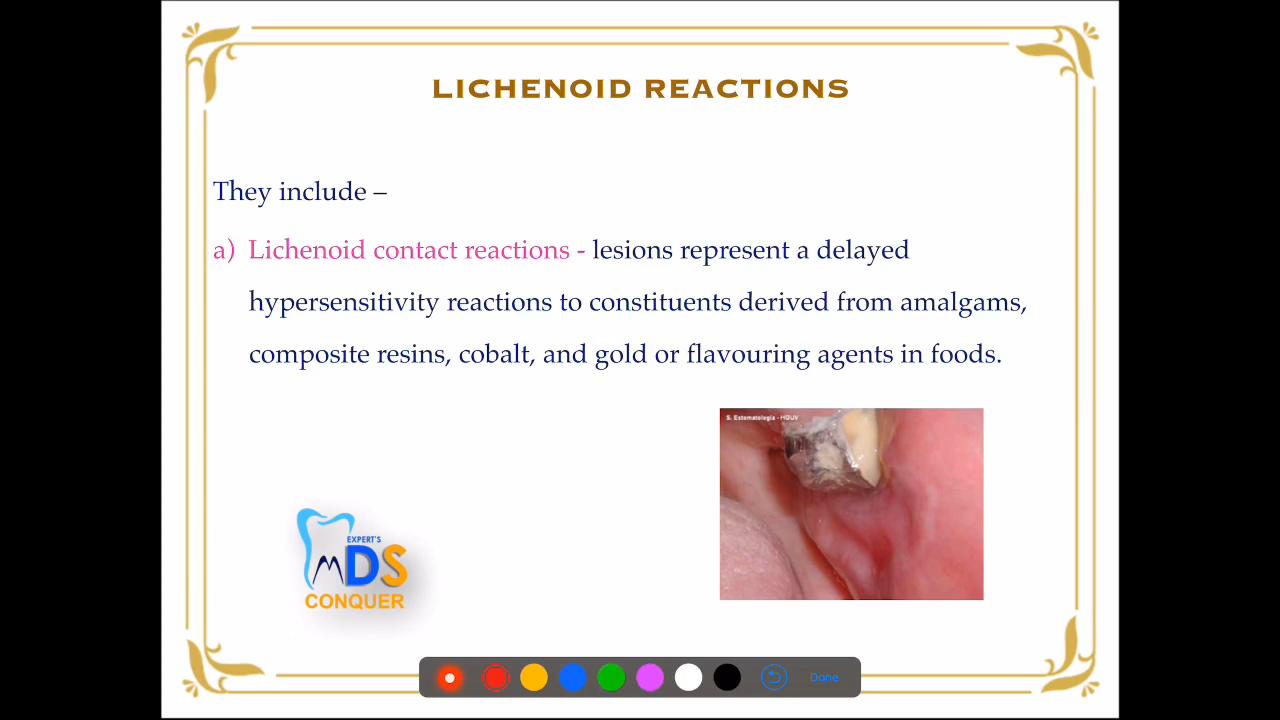 LICHENOID REACTIONS
They include –
a) Lichenoid contact reactions - lesions represent a delayed
hypersensitivity reactions to constituents derived from amalgams,
composite resins, cobalt, and gold or flavouring agents in foods.
S. Estomatologia - HGUV
EXPERT'S
MDS
CONQUER
Done